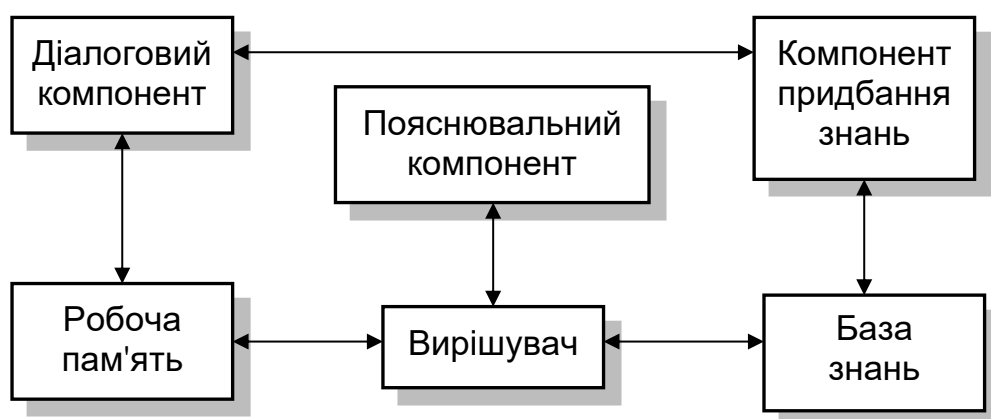 Діалоговий
компонент
Компонент
придбання
знань
Пояснювальний
компонент
Робоча
пам'ять
Вирішувач
База
знань